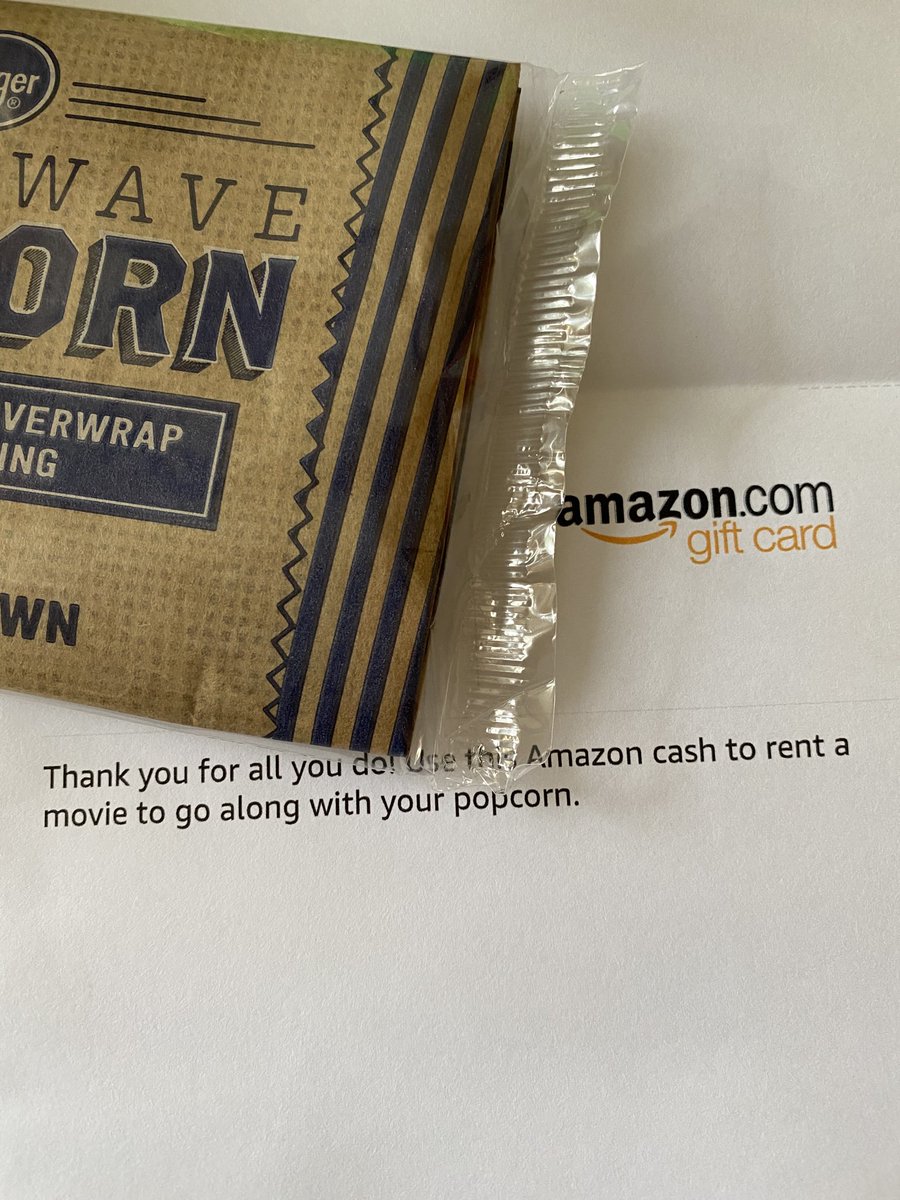 ger
®
WAVE
ORN
VERWRAP
ING
WN
amazon.com
gift card
Thank you for all you do! Use this Amazon cash to rent a
movie to go along with your popcorn.